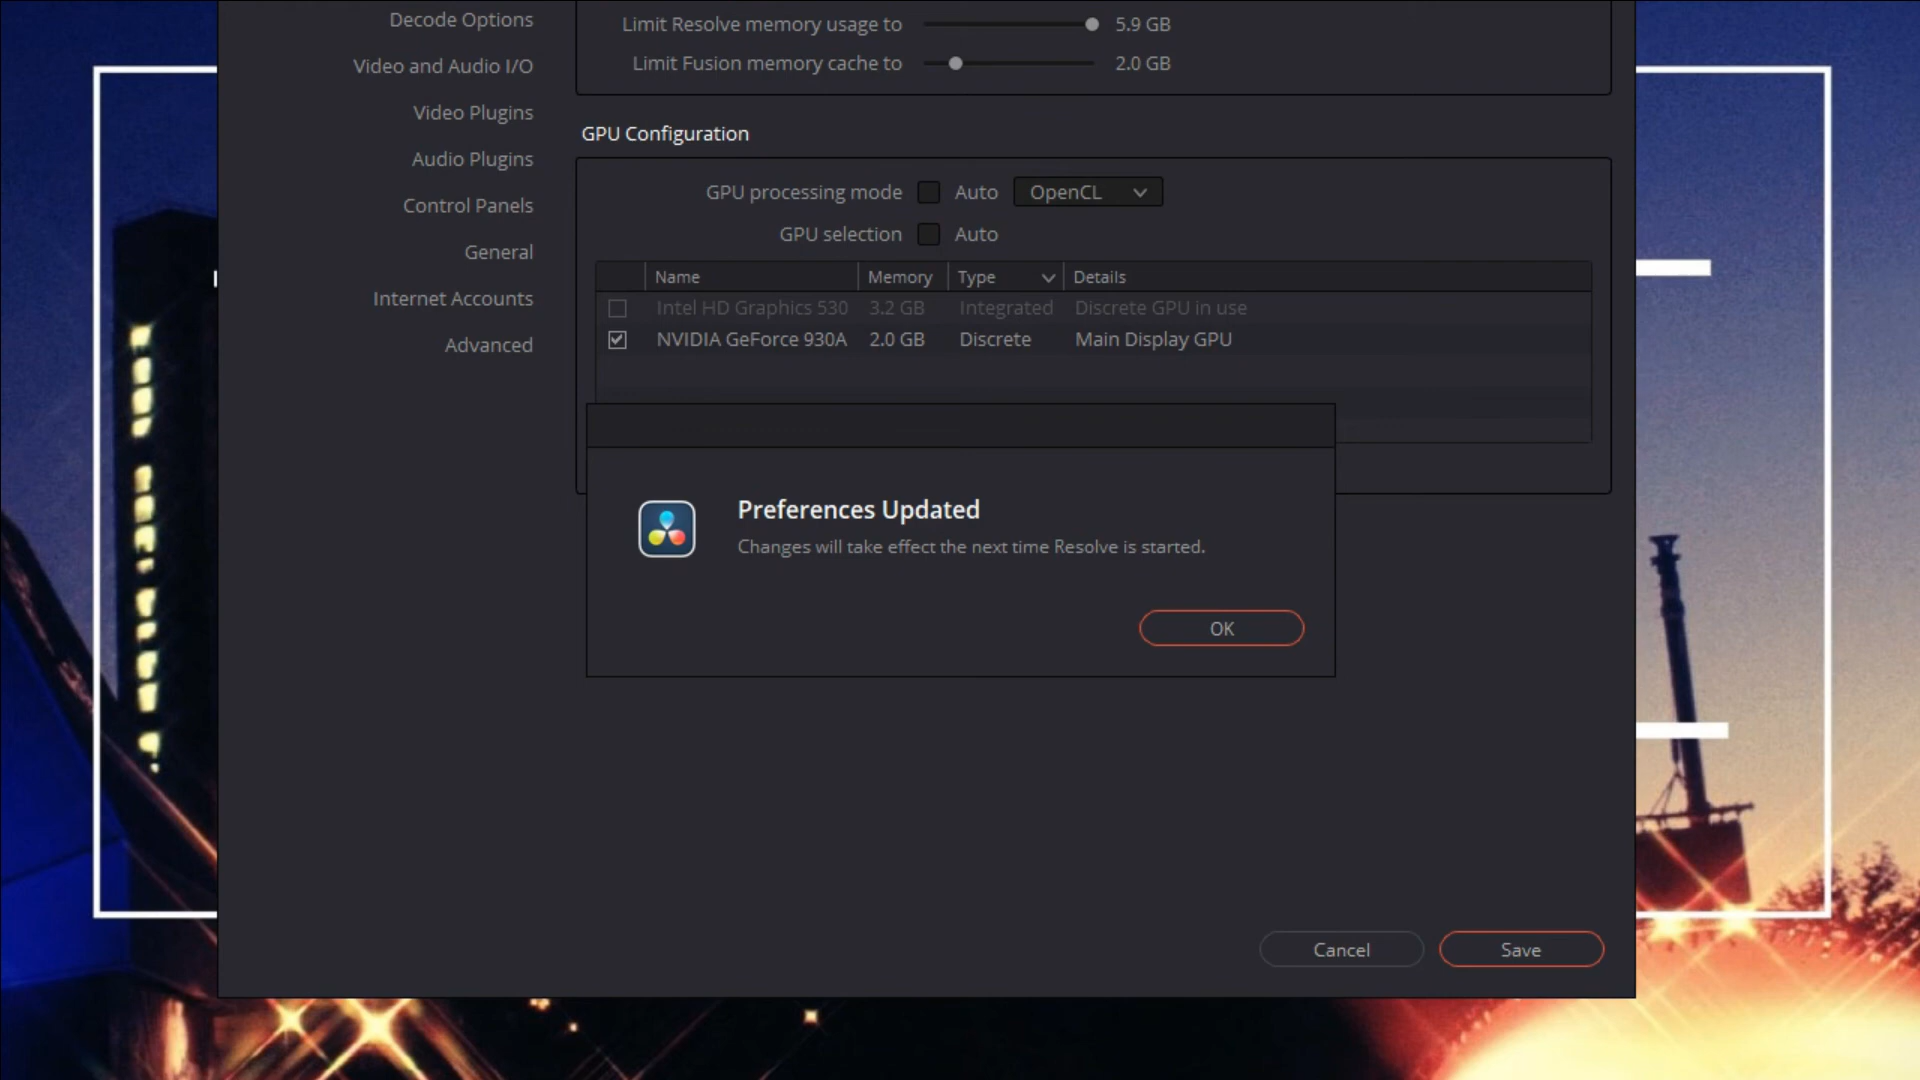 Decode Options
Video and Audio I/O
Video Plugins
Audio Plugins
Control Panels
General
Internet Accounts
Advanced
Limit Resolve memory usage to 5.9 GB
Limit Fusion memory cache to 2.0 GB
GPU Configuration
GPU processing mode Auto OpenCL
GPU selection Auto
Name Memory Type Details
Intel HD Graphics 530 3.2 GB Integrated Discrete GPU in use
NVIDIA GeForce 930A 2.0 GB Discrete Main Display GPU
Preferences Updated
Changes will take effect the next time Resolve is started.
OK
Cancel Save